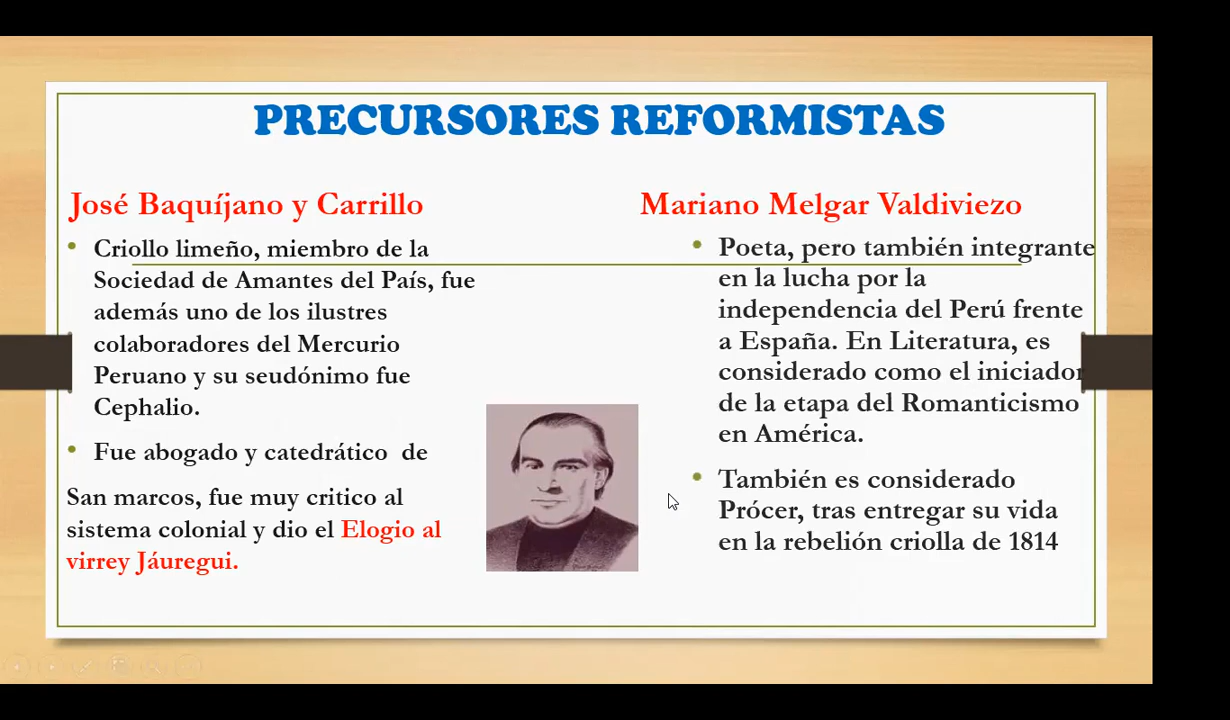 PRECURSORES REFORMISTAS
José Baquíjano y Carrillo
• Criollo limeño, miembro de la
Sociedad de Amantes del País, fue
además uno de los ilustres
colaboradores del Mercurio
Peruano y su seudónimo fue
Cephalio.
• Fue abogado y catedrático de
San marcos, fue muy critico al
sistema colonial y dio el Elogio al
virrey Jáuregui.
Mariano Melgar Valdiviezo
• Poeta, pero también integrante
en la lucha por la
independencia del Perú frente
a España. En Literatura, es
considerado como el iniciador
de la etapa del Romanticismo
en América.
• También es considerado
Prócer, tras entregar su vida
en la rebelión criolla de 1814